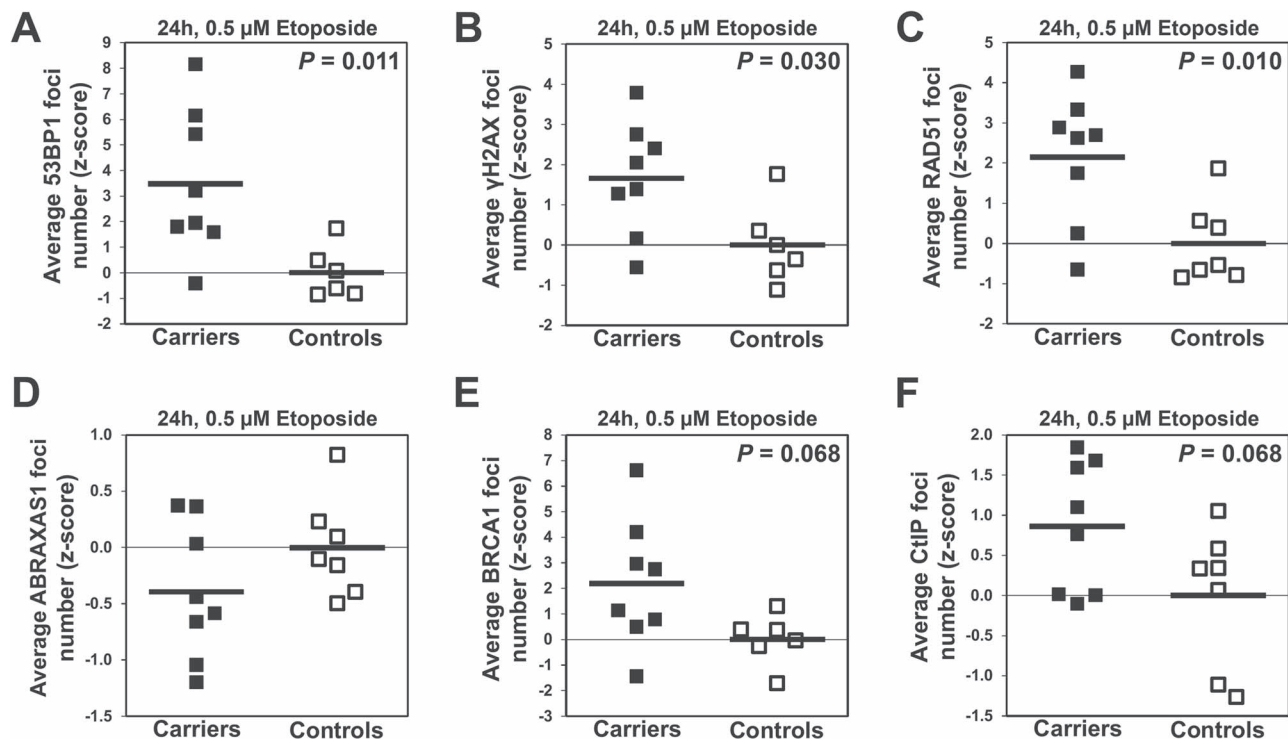 A
24h, 0.5 µM Etoposide
P = 0.011
Average 53BP1 foci
number (z-score)
9
8
7
6
5
4
3
2
1
0
-1
-2
Carriers
Controls
B
24h, 0.5 µM Etoposide
P = 0.030
Average γH2AX foci
number (z-score)
5
4
3
2
1
0
-1
-2
Carriers
Controls
C
24h, 0.5 µM Etoposide
P = 0.010
Average RAD51 foci
number (z-score)
5
4
3
2
1
0
-1
-2
Carriers
Controls
D
24h, 0.5 µM Etoposide
Average ABRAXAS1 foci
number (z-score)
1.0
0.5
0.0
-0.5
-1.0
-1.5
Carriers
Controls
E
24h, 0.5 µM Etoposide
P = 0.068
Average BRCA1 foci
number (z-score)
8
7
6
5
4
3
2
1
0
-1
-2
-3
Carriers
Controls
F
24h, 0.5 µM Etoposide
P = 0.068
Average CtIP foci
number (z-score)
2.0
1.5
1.0
0.5
0.0
-0.5
-1.0
-1.5
Carriers
Controls